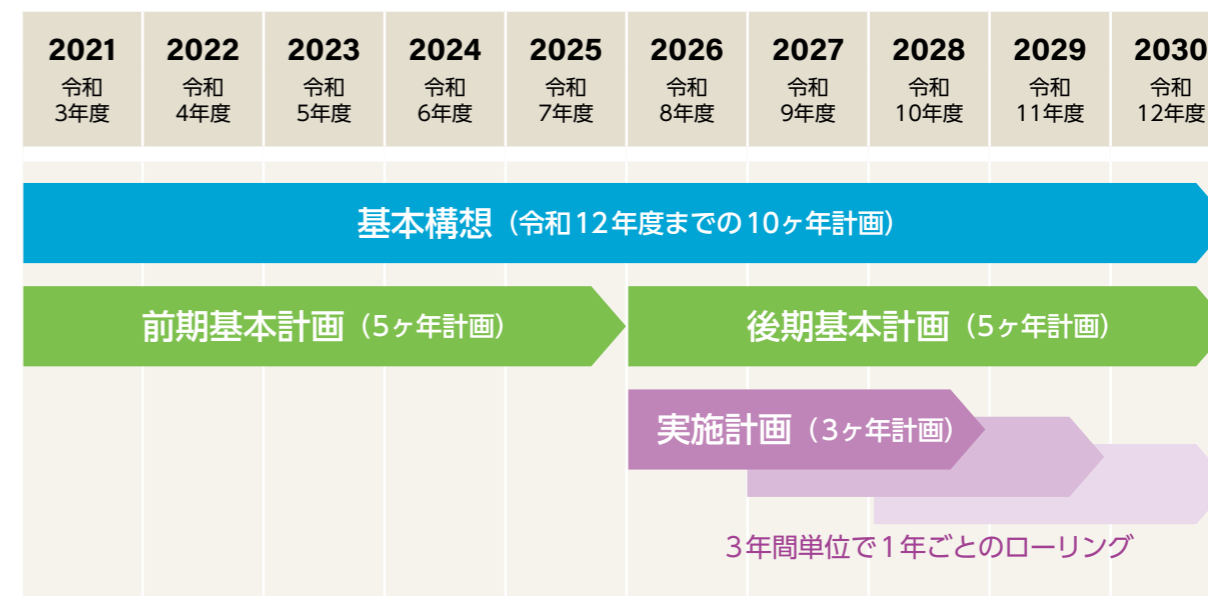 2021 2022 2023 2024 2025 2026 2027 2028 2029 2030
令和 令和 令和 令和 令和 令和 令和 令和 令和 令和
3年度 4年度 5年度 6年度 7年度 8年度 9年度 10年度 11年度 12年度
基本構想（令和12年度までの10ヶ年計画）
前期基本計画（5ヶ年計画） 後期基本計画（5ヶ年計画）
実施計画（3ヶ年計画）
3年間単位で1年ごとのローリング